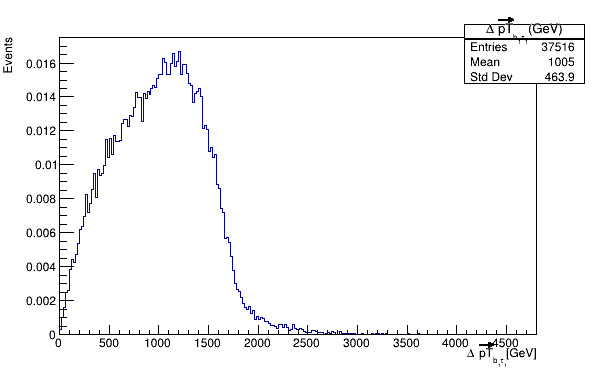 Δ pT b₁τ₁ (GeV)
Entries 37516
Mean 1005
Std Dev 463.9
Events
0.016
0.014
0.012
0.01
0.008
0.006
0.004
0.002
0
0 500 1000 1500 2000 2500 3000 3500 4000 4500
Δ pT b₁τ₁ [GeV]